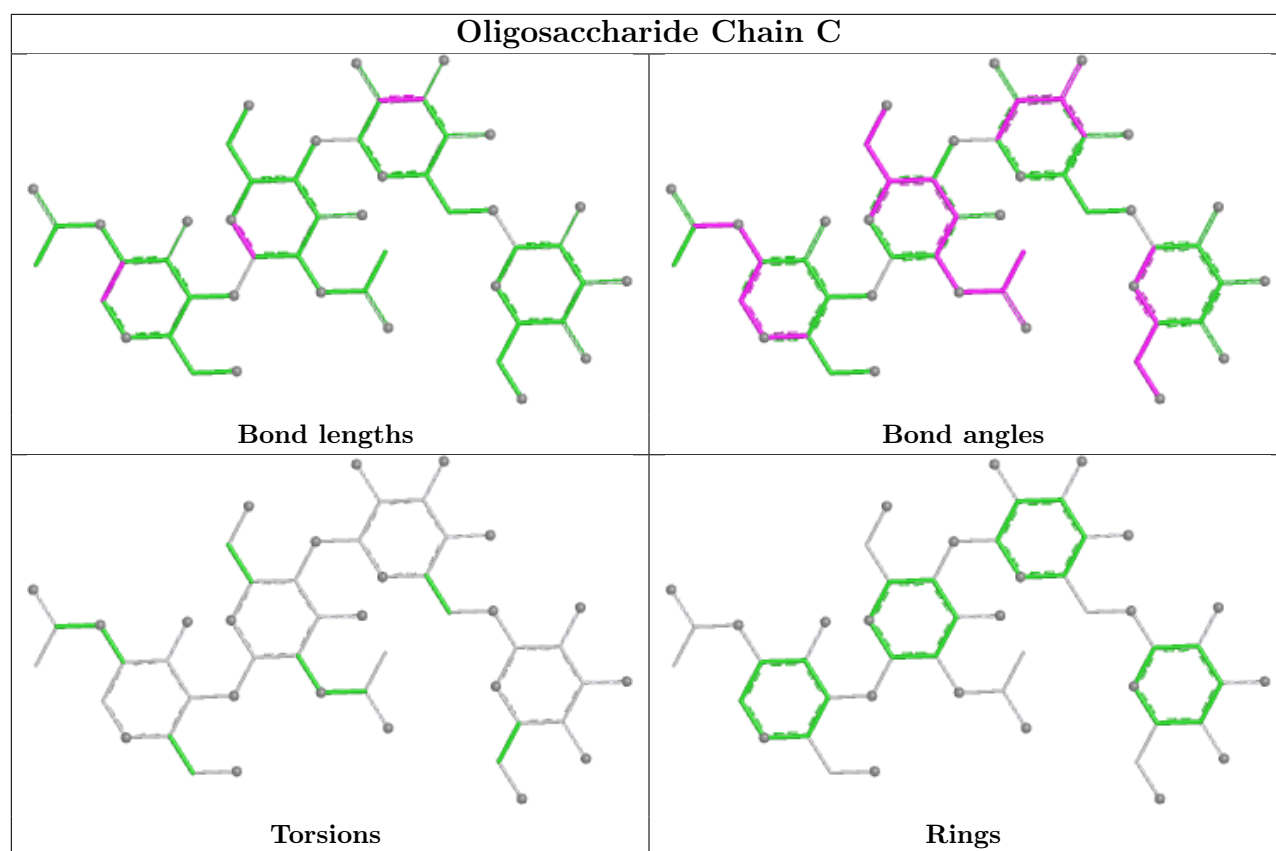 Oligosaccharide Chain C
Bond lengths
Bond angles
Torsions
Rings